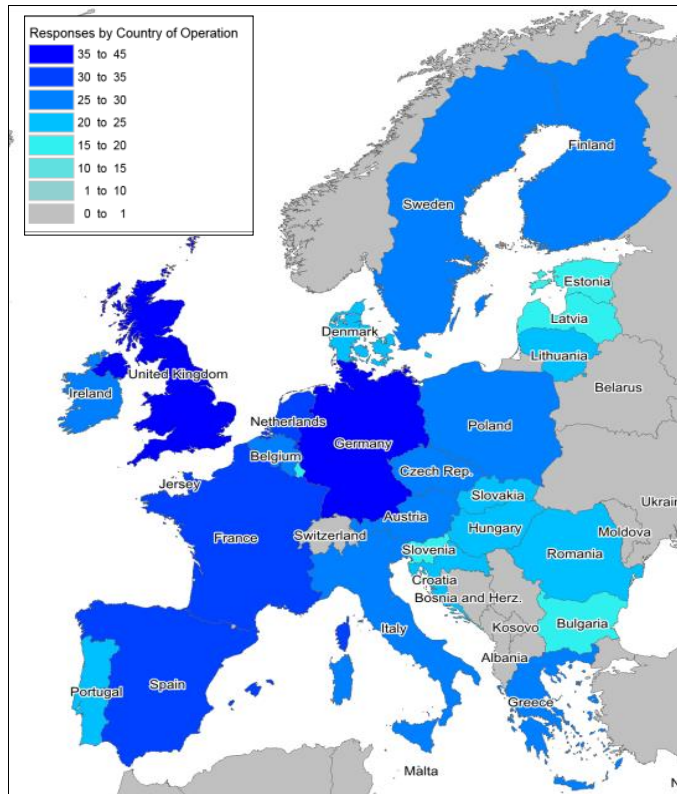 Responses by Country of Operation
35 to 45
30 to 35
25 to 30
20 to 25
15 to 20
10 to 15
1 to 10
0 to 1
Finland
Sweden
Estonia
Latvia
Denmark
Lithuania
United Kingdom
Belarus
Ireland
Netherlands
Poland
Germany
Belgium
Czech Rep.
Jersey
Slovakia
Ukrain
Austria
Hungary
Moldova
France
Switzerland
Slovenia
Romania
Croatia
Bosnia and Herz.
Italy
Kosovo
Bulgaria
Albania
Portugal
Spain
Greece
Malta
N